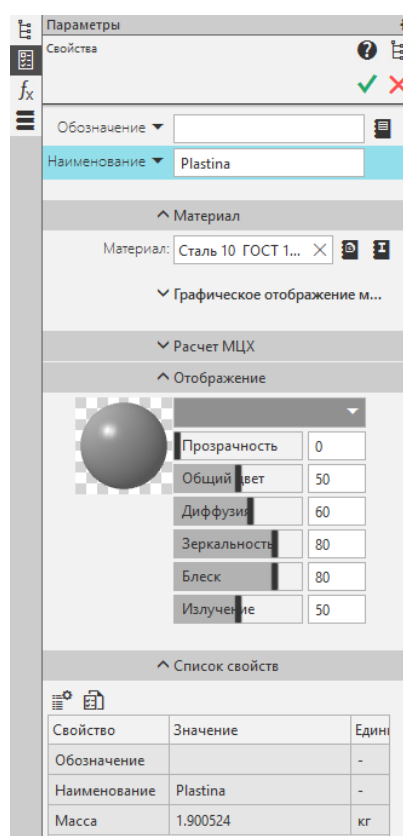 Параметры
Свойства
fx
Обозначение
Наименование Plastina
Материал
Материал: Сталь 10 ГОСТ 1...
Графическое отображение м...
Расчет МЦХ
Отображение
Прозрачность 0
Общий цвет 50
Диффузия 60
Зеркальность 80
Блеск 80
Излучение 50
Список свойств
Свойство Значение Едини
Обозначение -
Наименование Plastina -
Масса 1.900524 кг